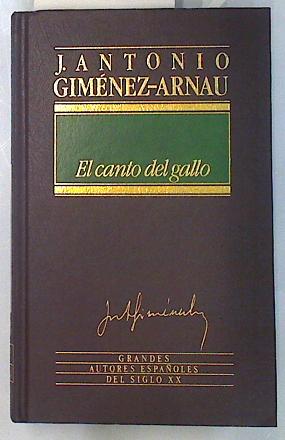 J. ANTONIO
GIMÉNEZ-ARNAU
El canto del gallo
GRANDES
AUTORES ESPAÑOLES
DEL SIGLO XX